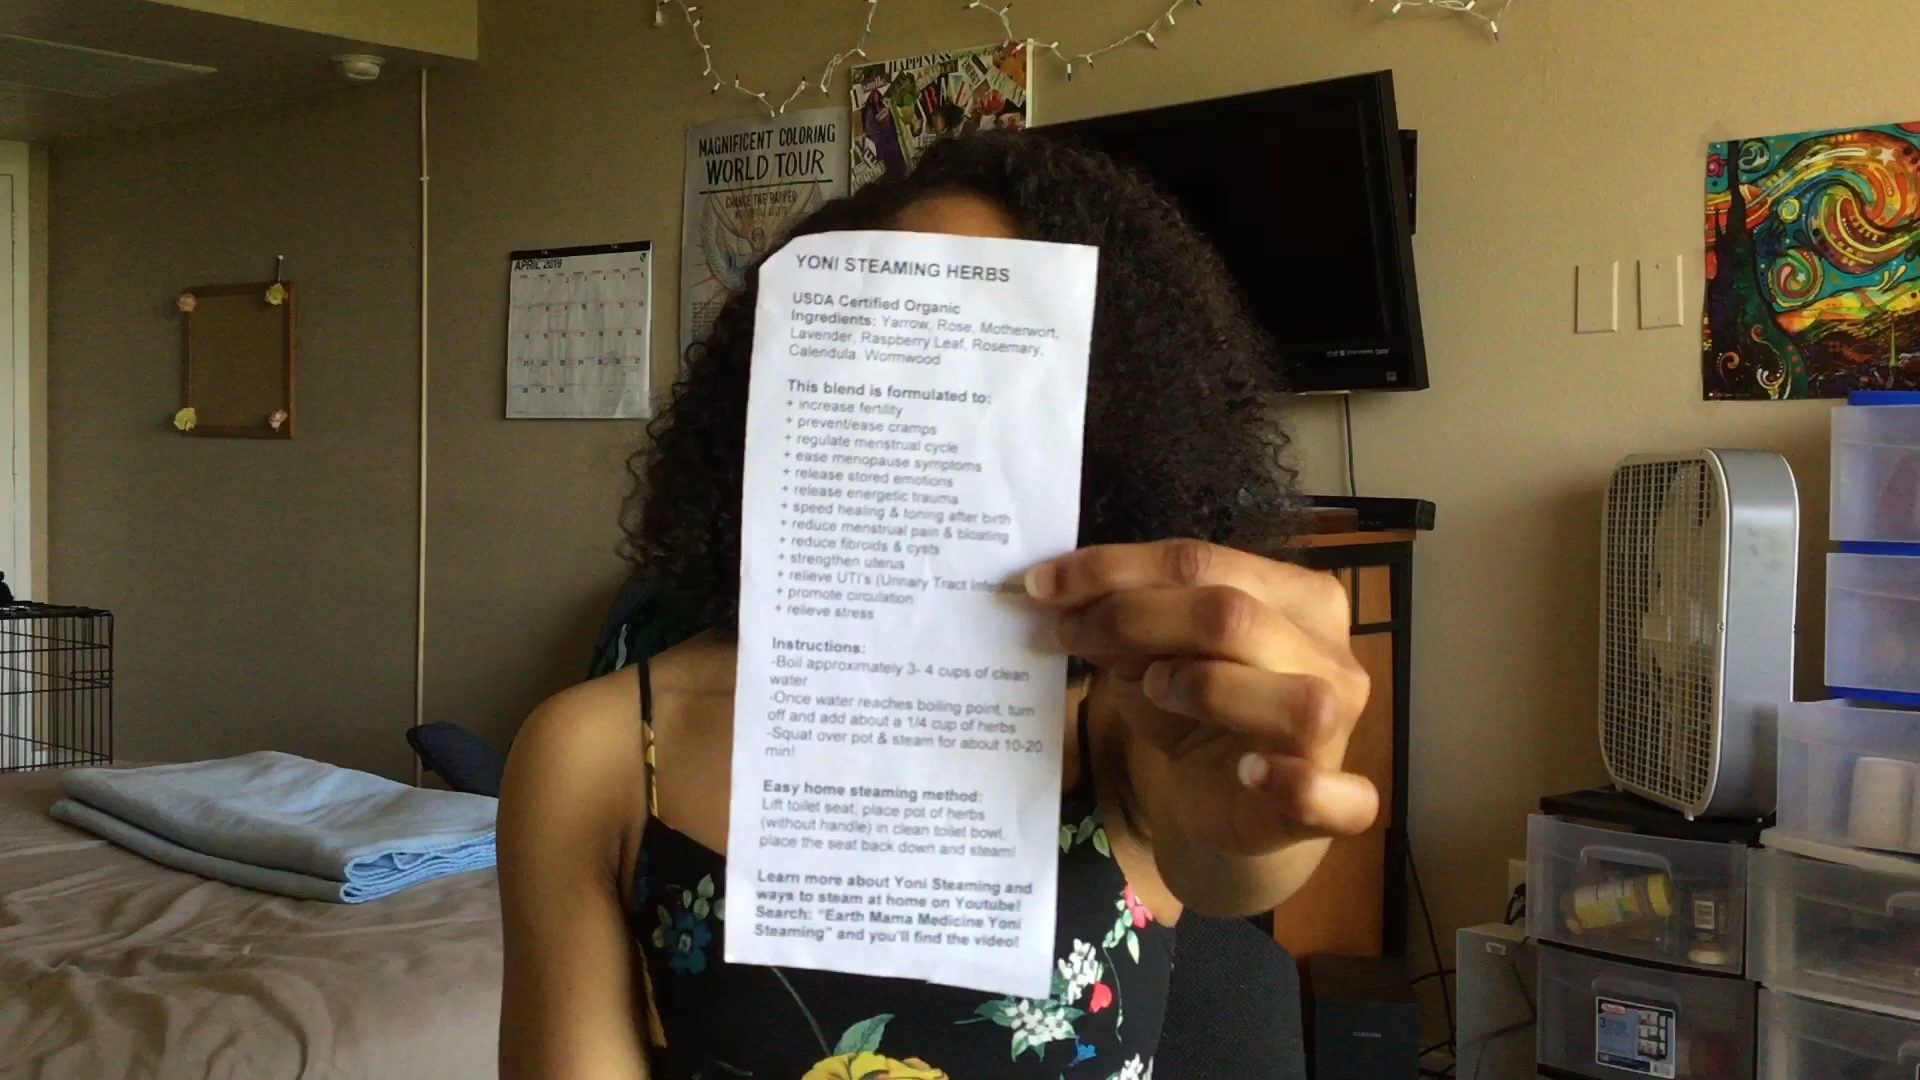 HAPPINESS
MAGNIFICENT COLORING
WORLD TOUR
CHANCE THE RAPPER
APRIL 2019
YONI STEAMING HERBS
USDA Certified Organic
Ingredients: Yarrow, Rose, Motherwort,
Lavender, Raspberry Leaf, Rosemary,
Calendula, Wormwood
This blend is formulated to:
+ increase fertility
+ prevent/ease cramps
+ regulate menstrual cycle
+ ease menopause symptoms
+ release stored emotions
+ release energetic trauma
+ speed healing & toning after birth
+ reduce menstrual pain & bloating
+ reduce fibroids & cysts
+ strengthen uterus
+ relieve UTI's (Urinary Tract
+ promote circulation
+ relieve stress
Instructions:
-Boil approximately 3- 4 cups of clean
water
-Once water reaches boiling point, turn
off and add about a 1/4 cup of herbs
-Squat over pot & steam for about 10-20
min!
Easy home steaming method:
Lift toilet seat, place pot of herbs
(without handle) in clean toilet bowl,
place the seat back down and steam!
Learn more about Yoni Steaming and
ways to steam at home on Youtube!
Search: "Earth Mama Medicine Yoni
Steaming" and you'll find the video!
SAMSUNG